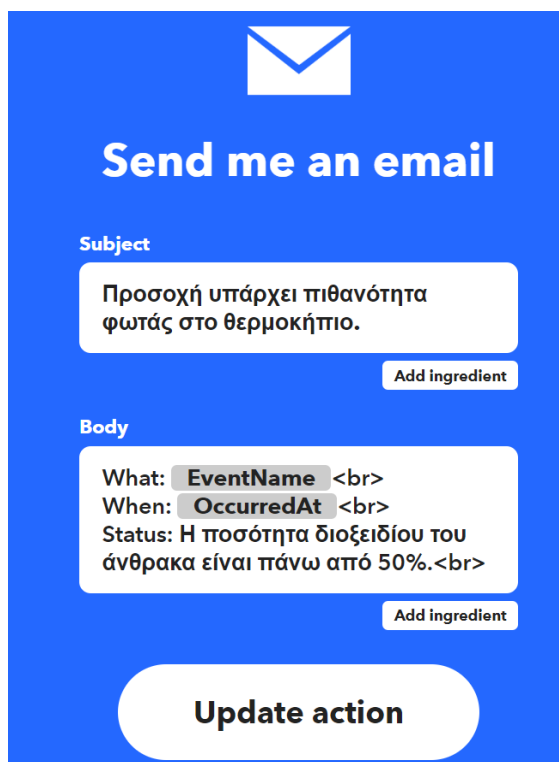 Send me an email
Subject
Προσοχή υπάρχει πιθανότητα
φωτάς στο θερμοκήπιο.
Add ingredient
Body
What: EventName <br>
When: OccurredAt <br>
Status: Η ποσότητα διοξειδίου του
άνθρακα είναι πάνω από 50%.<br>
Add ingredient
Update action